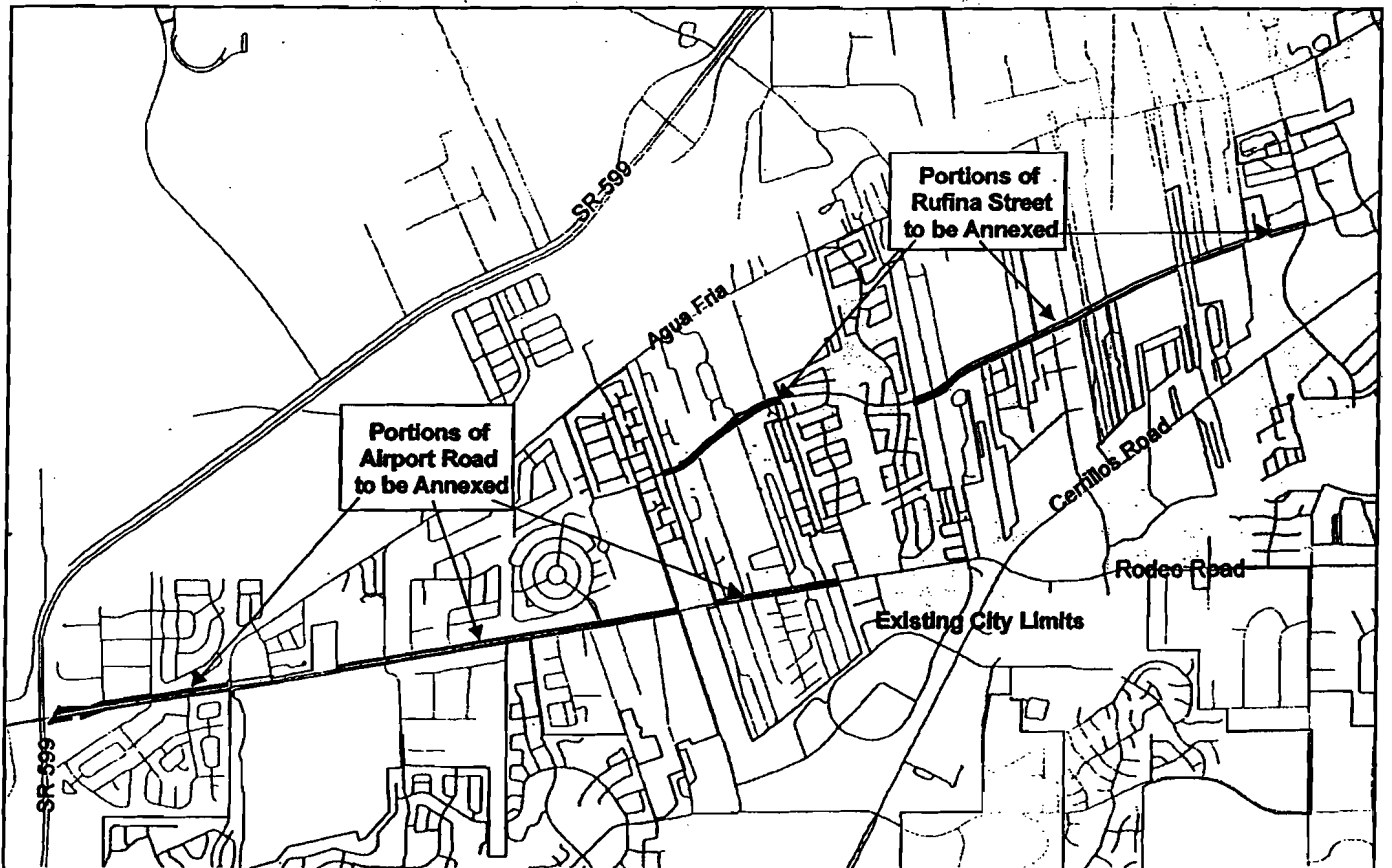 SR-599
Portions of
Rufina Street
to be Annexed
Agua Fria
Portions of
Airport Road
to be Annexed
Cerrillos Road
Rodeo Road
Existing City Limits
SR-599